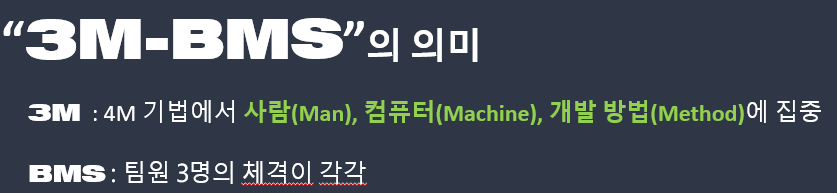 “3M-BMS”의 의미
3M : 4M 기법에서 사람(Man), 컴퓨터(Machine), 개발 방법(Method)에 집중
BMS : 팀원 3명의 체격이 각각